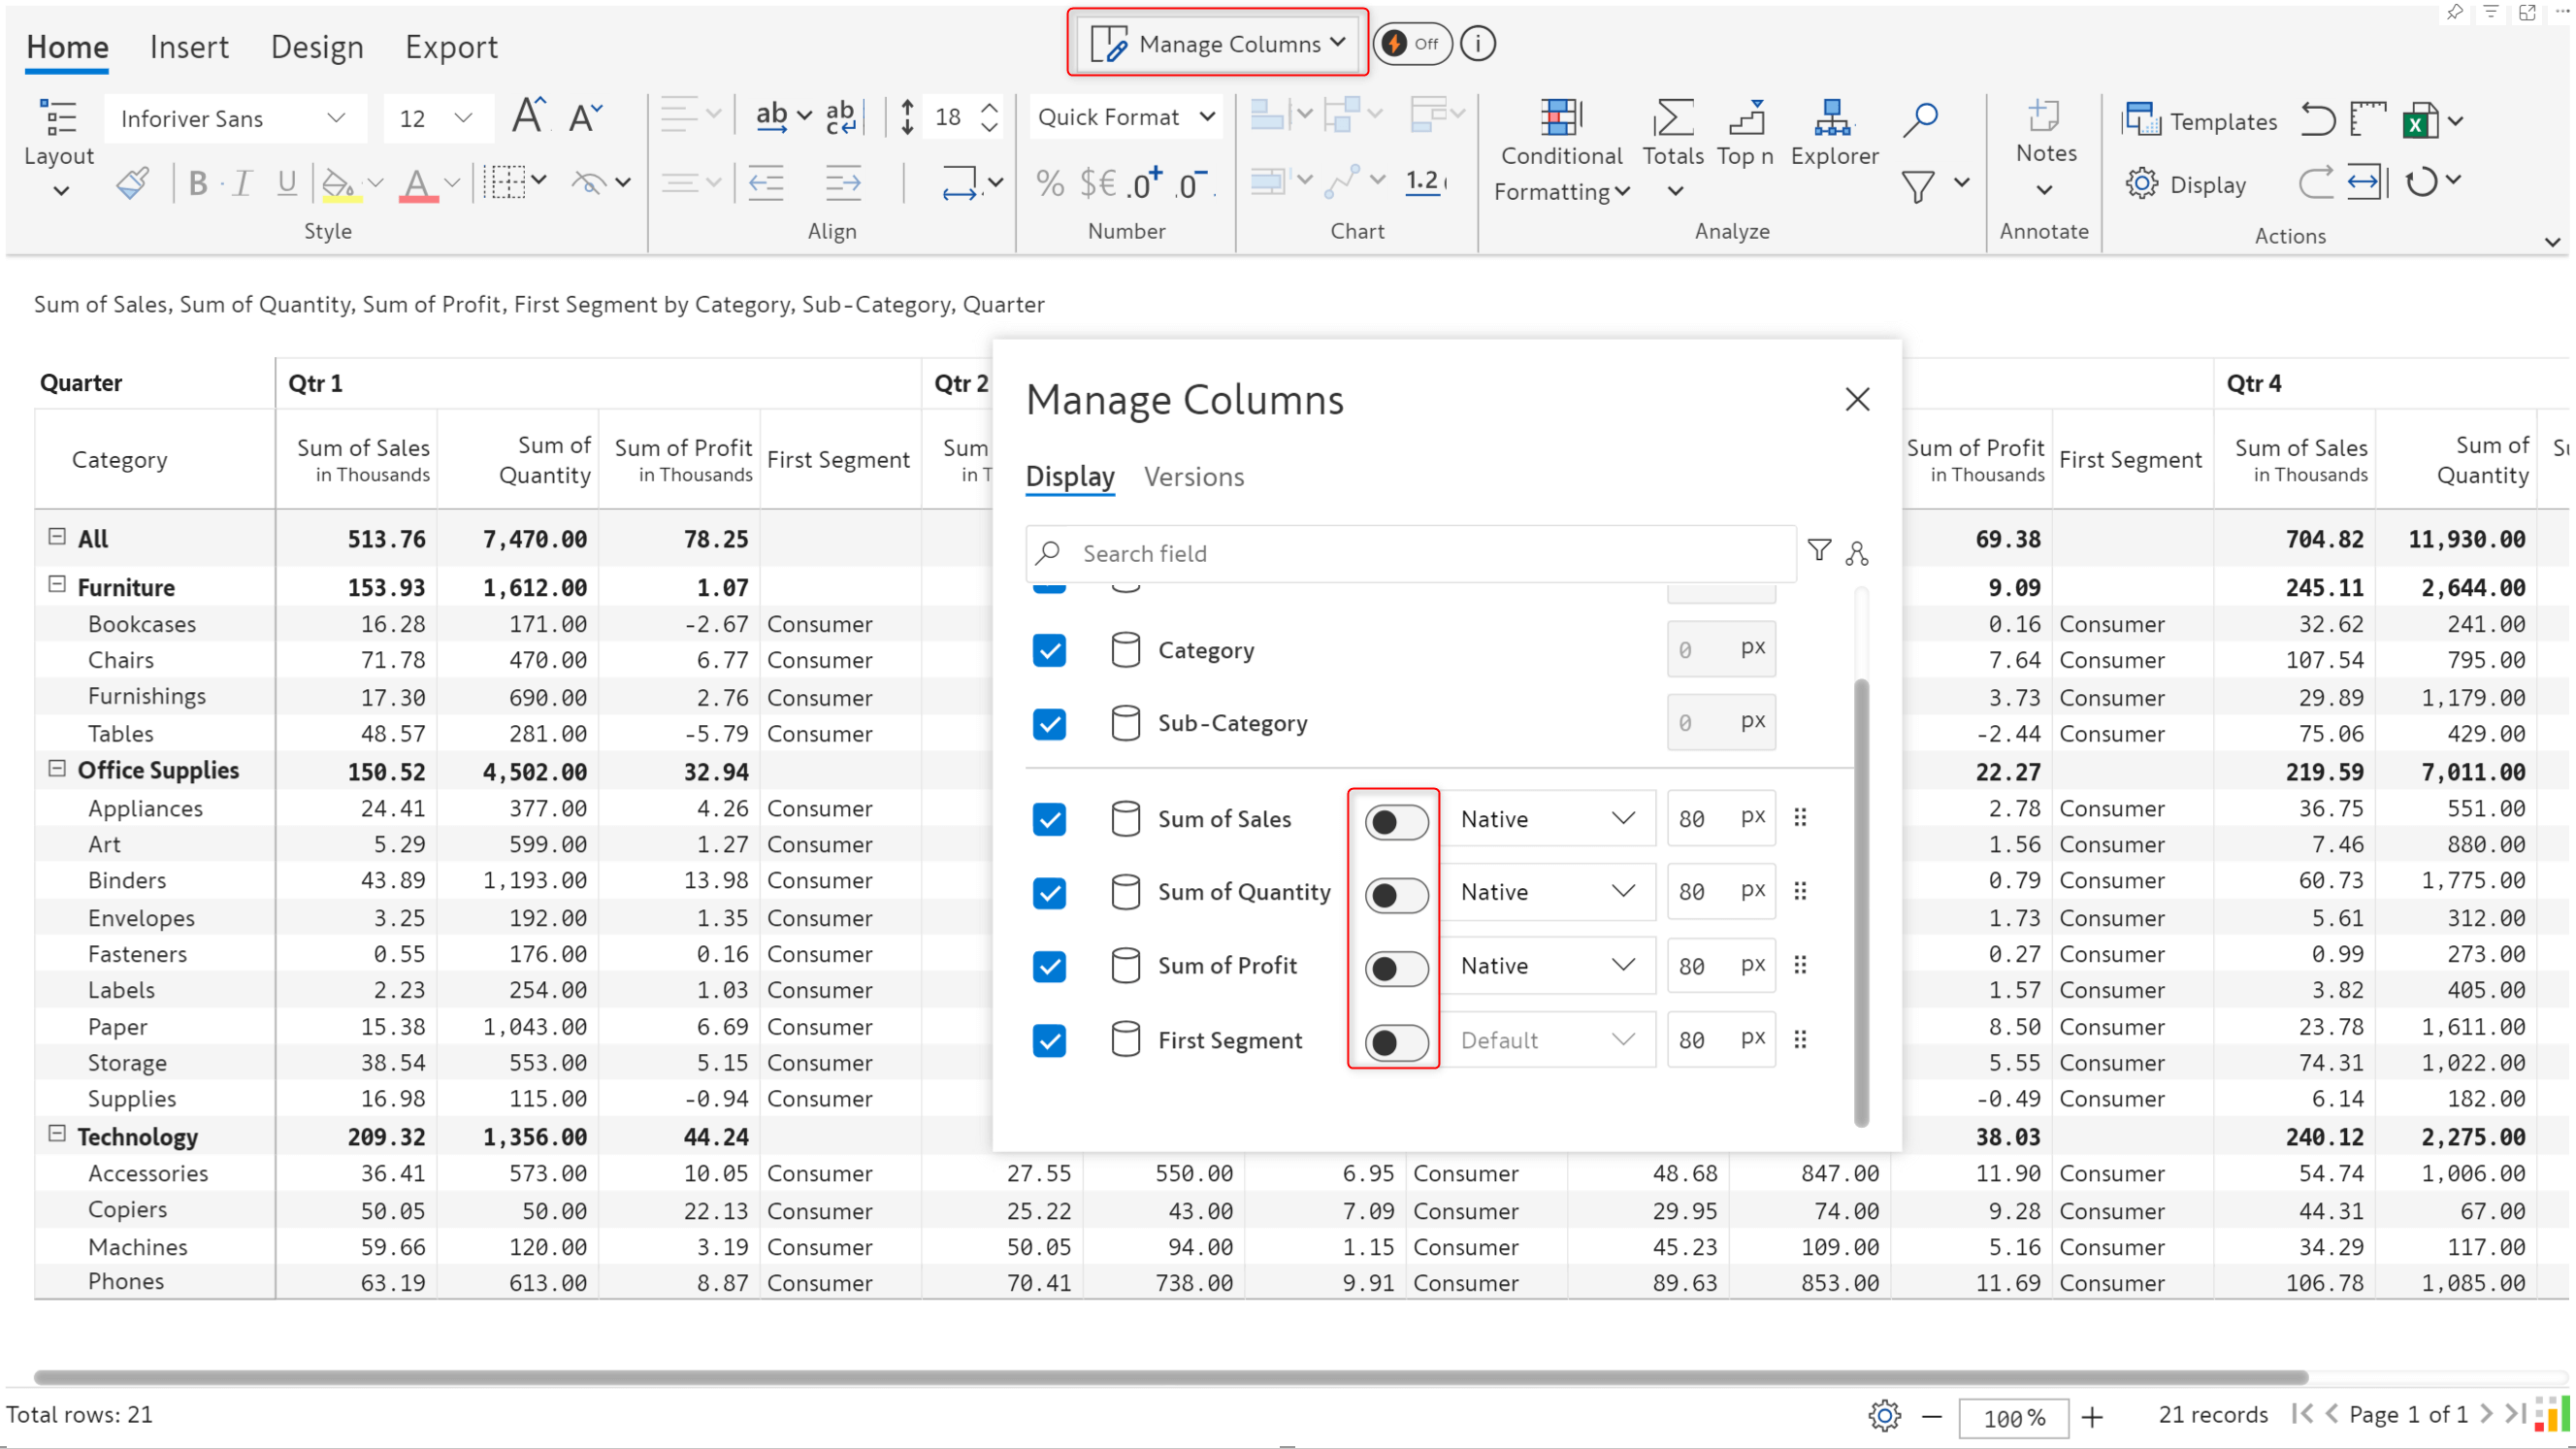 Home Insert Design Export Manage Columns Off i
Layout Inforiver Sans 12 A A ab ab c 18 Quick Format Conditional Formatting Totals Top n Explorer Notes Templates
B I U A % $€ .0+ .0- 1.2 Display
Style Align Number Chart Analyze Annotate Actions
Sum of Sales, Sum of Quantity, Sum of Profit, First Segment by Category, Sub-Category, Quarter
Quarter Qtr 1 Qtr 2 Qtr 4
Category Sum of Sales in Thousands Sum of Quantity Sum of Profit in Thousands First Segment Sum in T Sum of Profit in Thousands First Segment Sum of Sales in Thousands Sum of Quantity
All 513.76 7,470.00 78.25 69.38 704.82 11,930.00
Furniture 153.93 1,612.00 1.07 9.09 245.11 2,644.00
Bookcases 16.28 171.00 -2.67 Consumer 0.16 Consumer 32.62 241.00
Chairs 71.78 470.00 6.77 Consumer 7.64 Consumer 107.54 795.00
Furnishings 17.30 690.00 2.76 Consumer 3.73 Consumer 29.89 1,179.00
Tables 48.57 281.00 -5.79 Consumer -2.44 Consumer 75.06 429.00
Office Supplies 150.52 4,502.00 32.94 22.27 219.59 7,011.00
Appliances 24.41 377.00 4.26 Consumer 2.78 Consumer 36.75 551.00
Art 5.29 599.00 1.27 Consumer 1.56 Consumer 7.46 880.00
Binders 43.89 1,193.00 13.98 Consumer 0.79 Consumer 60.73 1,775.00
Envelopes 3.25 192.00 1.35 Consumer 1.73 Consumer 5.61 312.00
Fasteners 0.55 176.00 0.16 Consumer 0.27 Consumer 0.99 273.00
Labels 2.23 254.00 1.03 Consumer 1.57 Consumer 3.82 405.00
Paper 15.38 1,043.00 6.69 Consumer 8.50 Consumer 23.78 1,611.00
Storage 38.54 553.00 5.15 Consumer 5.55 Consumer 74.31 1,022.00
Supplies 16.98 115.00 -0.94 Consumer -0.49 Consumer 6.14 182.00
Technology 209.32 1,356.00 44.24 38.03 240.12 2,275.00
Accessories 36.41 573.00 10.05 Consumer 27.55 550.00 6.95 Consumer 48.68 847.00 11.90 Consumer 54.74 1,006.00
Copiers 50.05 50.00 22.13 Consumer 25.22 43.00 7.09 Consumer 29.95 74.00 9.28 Consumer 44.31 67.00
Machines 59.66 120.00 3.19 Consumer 50.05 94.00 1.15 Consumer 45.23 109.00 5.16 Consumer 34.29 117.00
Phones 63.19 613.00 8.87 Consumer 70.41 738.00 9.91 Consumer 89.63 853.00 11.69 Consumer 106.78 1,085.00
Manage Columns
Display Versions
Search field
Category 0 px
Sub-Category 0 px
Sum of Sales Native 80 px
Sum of Quantity Native 80 px
Sum of Profit Native 80 px
First Segment Default 80 px
Total rows: 21 100 % 21 records Page 1 of 1